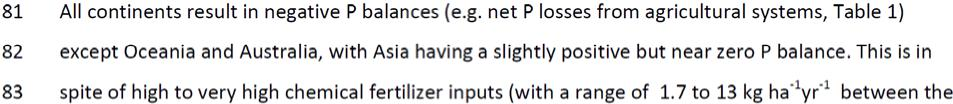 81 All continents result in negative P balances (e.g. net P losses from agricultural systems, Table 1)
82 except Oceania and Australia, with Asia having a slightly positive but near zero P balance. This is in
83 spite of high to very high chemical fertilizer inputs (with a range of 1.7 to 13 kg ha⁻¹yr⁻¹ between the